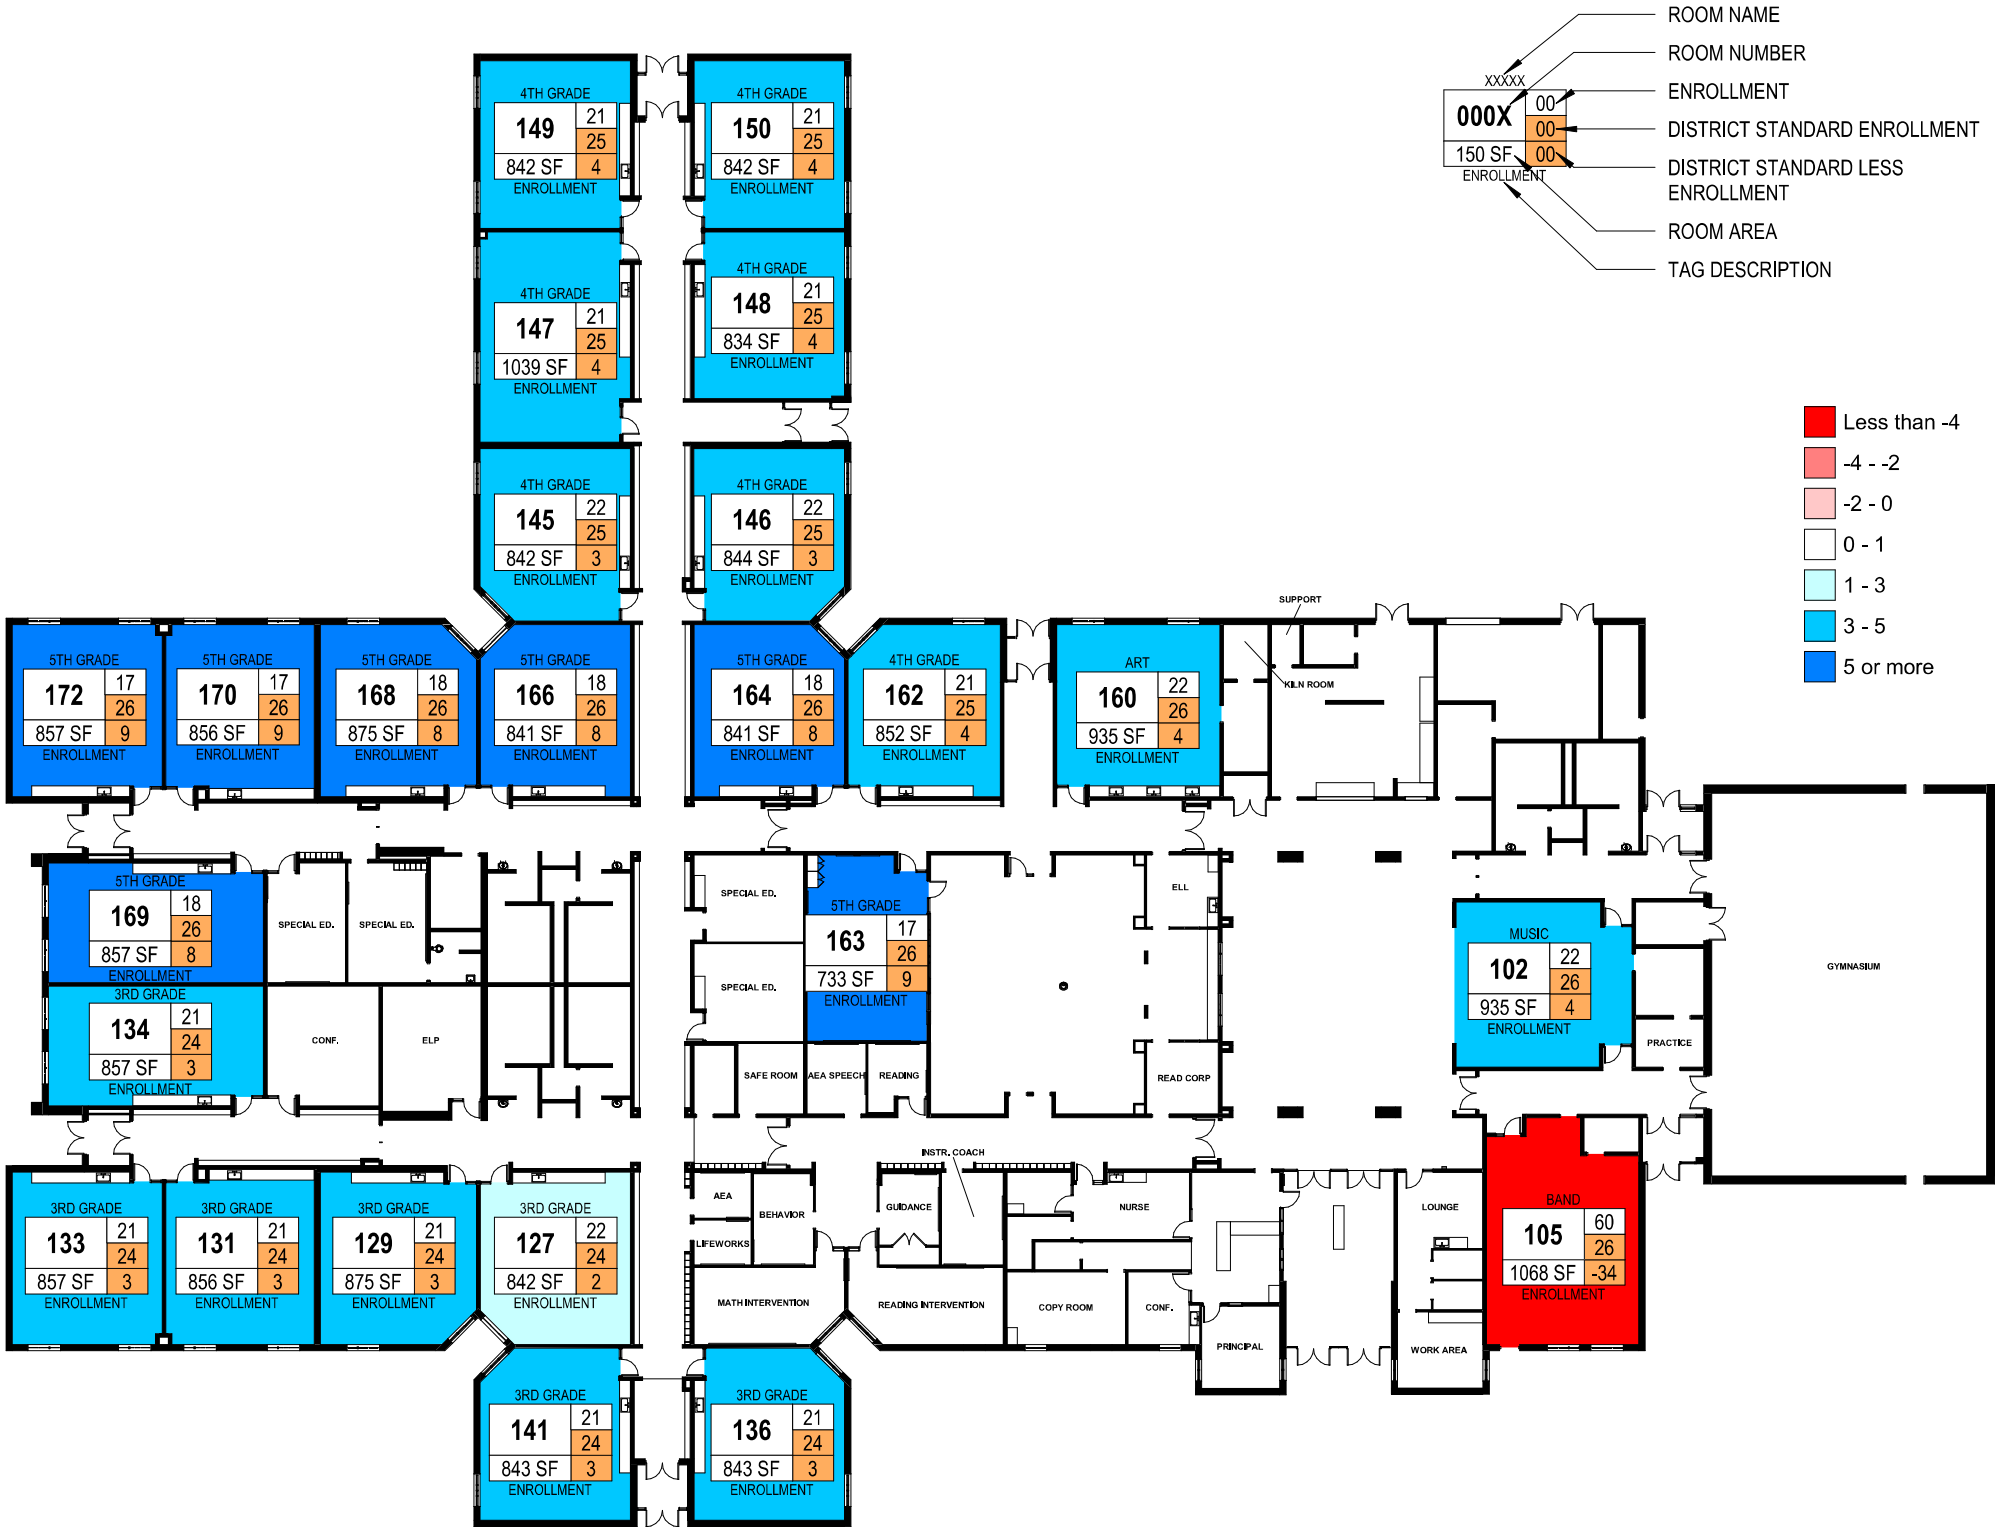 ROOM NAME
ROOM NUMBER
XXXXX
ENROLLMENT
000X 00
DISTRICT STANDARD ENROLLMENT
00
150 SF 00
DISTRICT STANDARD LESS
ENROLLMENT
ENROLLMENT
ROOM AREA
TAG DESCRIPTION
Less than -4
-4 - -2
-2 - 0
0 - 1
1 - 3
3 - 5
5 or more
4TH GRADE
149 21
25
842 SF 4
ENROLLMENT
4TH GRADE
150 21
25
842 SF 4
ENROLLMENT
4TH GRADE
147 21
25
1039 SF 4
ENROLLMENT
4TH GRADE
148 21
25
834 SF 4
ENROLLMENT
4TH GRADE
145 22
25
842 SF 3
ENROLLMENT
4TH GRADE
146 22
25
844 SF 3
ENROLLMENT
5TH GRADE
172 17
26
857 SF 9
ENROLLMENT
5TH GRADE
170 17
26
856 SF 9
ENROLLMENT
5TH GRADE
168 18
26
875 SF 8
ENROLLMENT
5TH GRADE
166 18
26
841 SF 8
ENROLLMENT
5TH GRADE
164 18
26
841 SF 8
ENROLLMENT
4TH GRADE
162 21
25
852 SF 4
ENROLLMENT
ART
160 22
26
935 SF 4
ENROLLMENT
SUPPORT
KILN ROOM
5TH GRADE
169 18
26
857 SF 8
ENROLLMENT
3RD GRADE
134 21
24
857 SF 3
ENROLLMENT
SPECIAL ED.
SPECIAL ED.
CONF.
ELP
SPECIAL ED.
SPECIAL ED.
SAFE ROOM
5TH GRADE
163 17
26
733 SF 9
ENROLLMENT
AEA SPEECH
READING
ELL
READ CORP
MUSIC
102 22
26
935 SF 4
ENROLLMENT
PRACTICE
GYMNASIUM
3RD GRADE
133 21
24
857 SF 3
ENROLLMENT
3RD GRADE
131 21
24
856 SF 3
ENROLLMENT
3RD GRADE
129 21
24
875 SF 3
ENROLLMENT
3RD GRADE
127 22
24
842 SF 2
ENROLLMENT
AEA
LIFEWORKS
BEHAVIOR
MATH INTERVENTION
GUIDANCE
INSTR. COACH
READING INTERVENTION
NURSE
COPY ROOM
CONF.
PRINCIPAL
LOUNGE
WORK AREA
BAND
105 60
26
1068 SF -34
ENROLLMENT
3RD GRADE
141 21
24
843 SF 3
ENROLLMENT
3RD GRADE
136 21
24
843 SF 3
ENROLLMENT